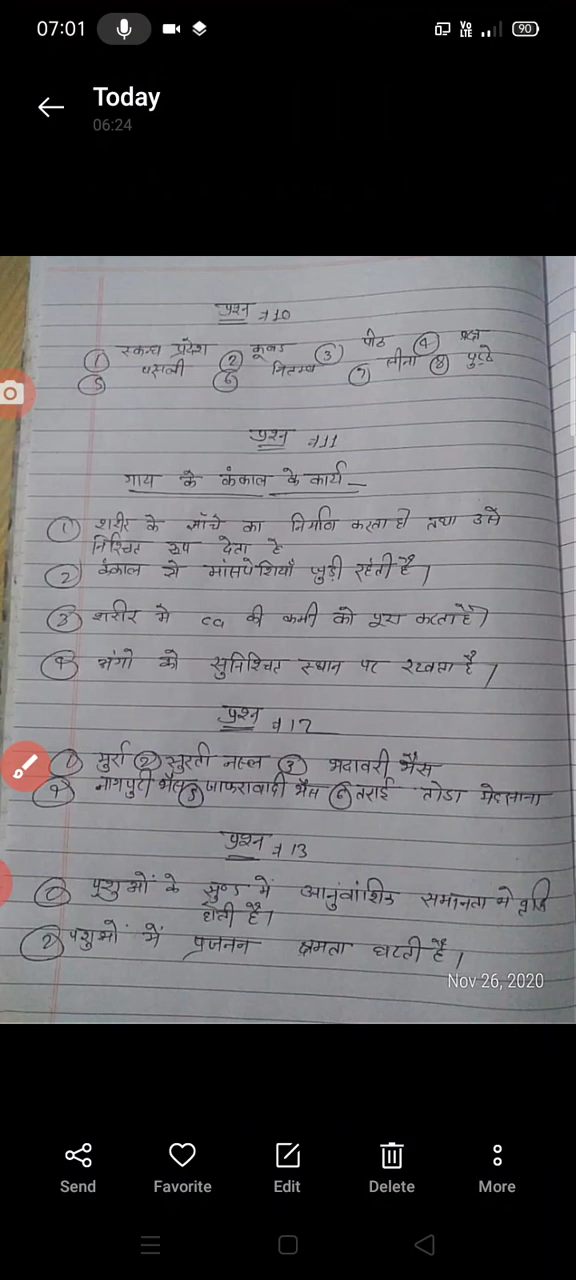 07:01
VO LTE
90
Today
06:24
प्रश्न → 10
① स्कन्ध प्रदेश ② कूबड ③ पीठ ④
⑤ पसली ⑥ नितम्ब ⑦ सीना ⑧ पुट्ठे
प्रश्न → 11
गाय के कंकाल के कार्य –
① शरीर के साँचे का निर्माण करता है तथा उसे
निश्चित रूप देता है
② कंकाल से मांसपेशियाँ जुड़ी रहती है।
③ शरीर मे ca की कमी को पूरा करता है।
④ अंगो को सुनिश्चित स्थान पर रखता है।
प्रश्न → 12
① मुर्रा ② सुरती नस्ल ③ भदावरी भैंस
④ नागपुरी भैंस ⑤ जाफरावादी भैंस ⑥ तराई तोडा मेहसाना
प्रश्न → 13
① पशुओं के झुण्ड में आनुवांशिक समानता मे वृद्धि
होती है।
② पशुओं में प्रजनन क्षमता घटती है।
Nov 26, 2020
Send
Favorite
Edit
Delete
More